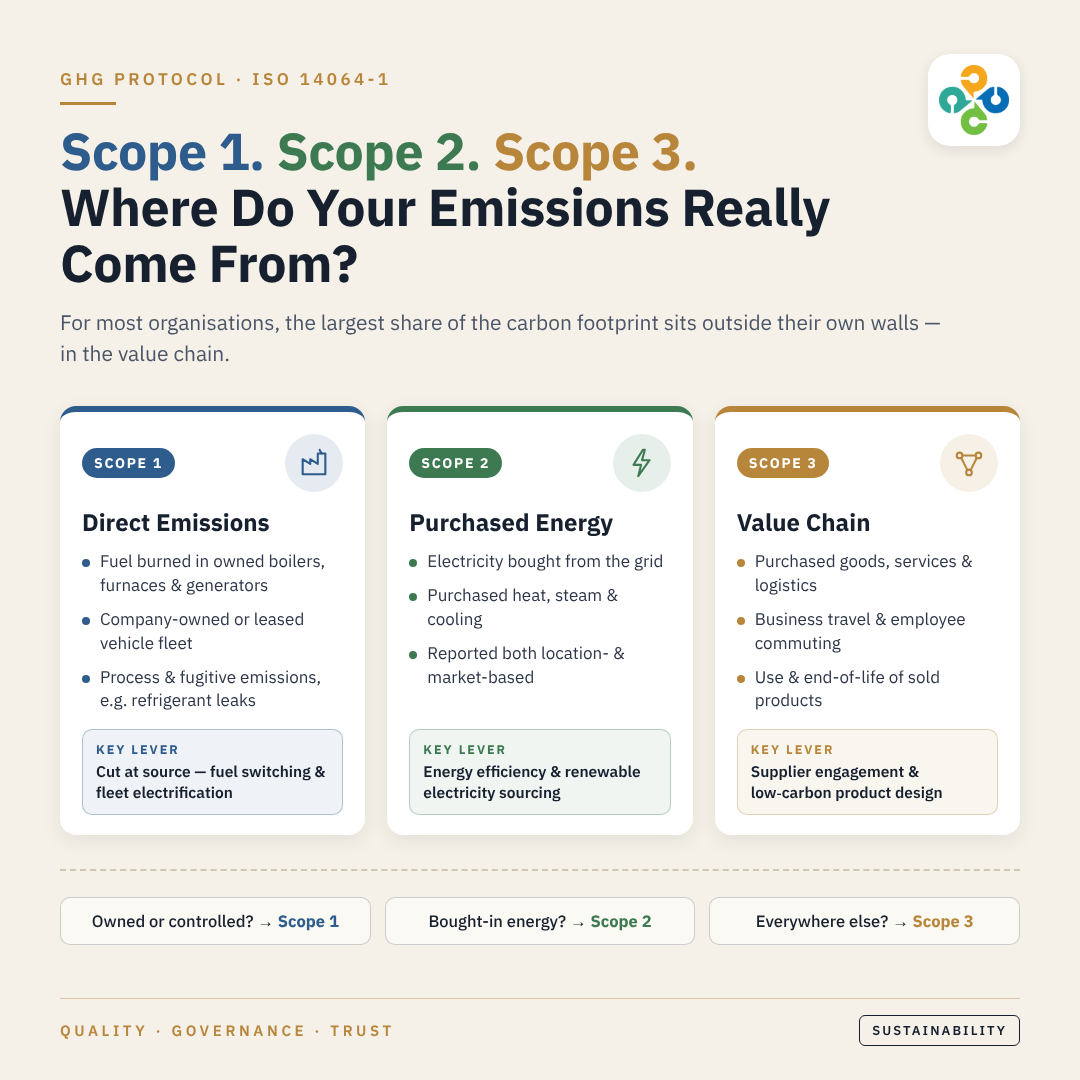 GHG PROTOCOL · ISO 14064-1
Scope 1. Scope 2. Scope 3.
Where Do Your Emissions Really
Come From?
For most organisations, the largest share of the carbon footprint sits outside their own walls —
in the value chain.
SCOPE 1
Direct Emissions
Fuel burned in owned boilers,
furnaces & generators
Company-owned or leased
vehicle fleet
Process & fugitive emissions,
e.g. refrigerant leaks
KEY LEVER
Cut at source — fuel switching &
fleet electrification
SCOPE 2
Purchased Energy
Electricity bought from the grid
Purchased heat, steam &
cooling
Reported both location- &
market-based
KEY LEVER
Energy efficiency & renewable
electricity sourcing
SCOPE 3
Value Chain
Purchased goods, services &
logistics
Business travel & employee
commuting
Use & end-of-life of sold
products
KEY LEVER
Supplier engagement &
low-carbon product design
Owned or controlled? → Scope 1
Bought-in energy? → Scope 2
Everywhere else? → Scope 3
QUALITY · GOVERNANCE · TRUST
SUSTAINABILITY